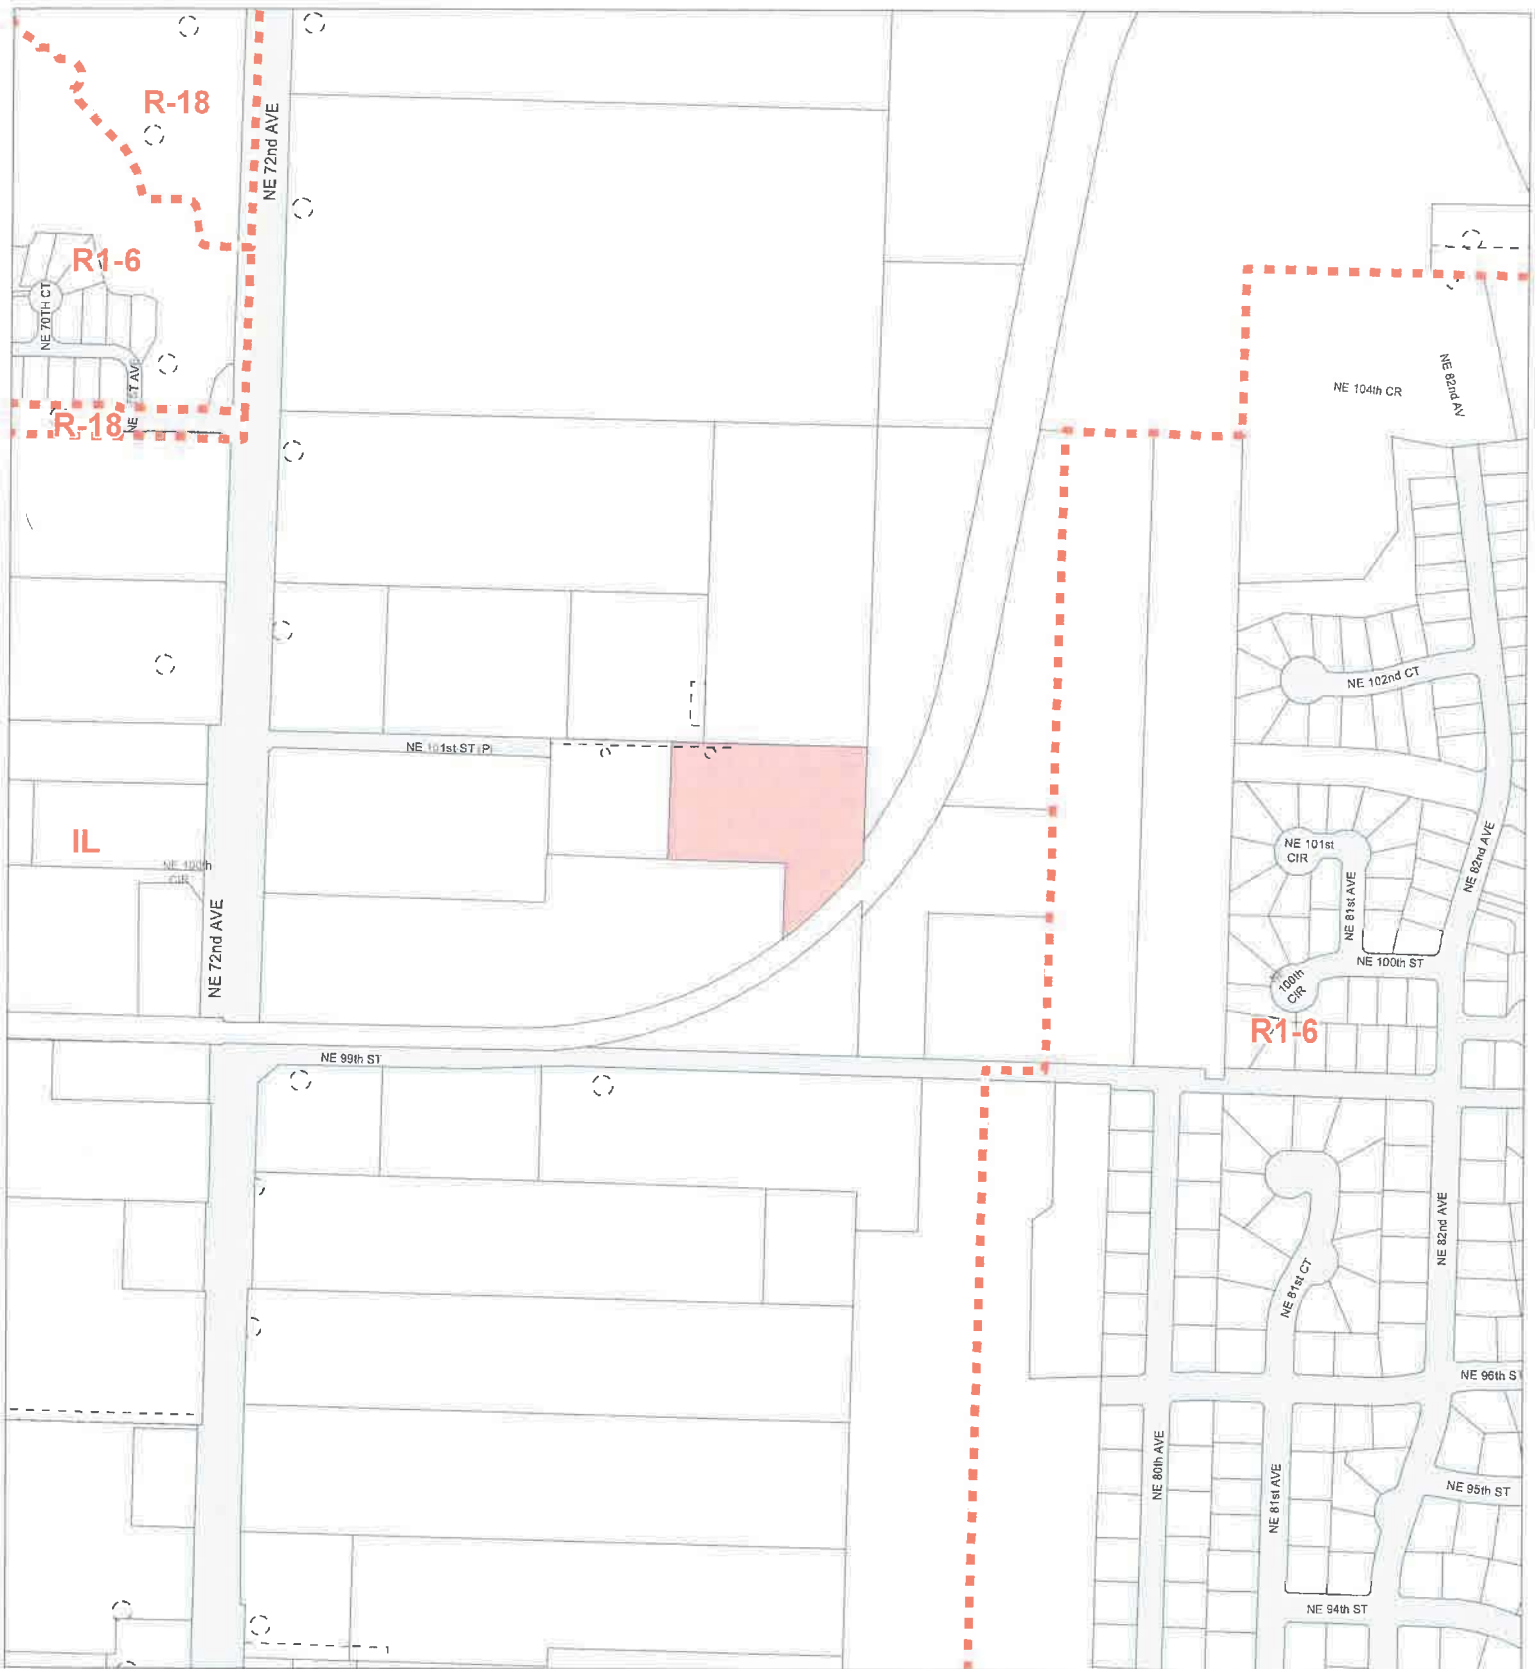 R-18
NE 72nd AVE
R1-6
NE 70TH CT
NE 104th CR
NE 82nd AV
R-18
NE
NE 102nd CT
NE 101st ST (P)
IL
NE 100th
CIR
NE 101st
CIR
NE 82nd AVE
NE 81st AVE
NE 72nd AVE
NE 100th ST
100th
CIR
R1-6
NE 99th ST
NE 82nd AVE
NE 81st CT
NE 96th S
NE 80th AVE
NE 81st AVE
NE 95th ST
NE 94th ST